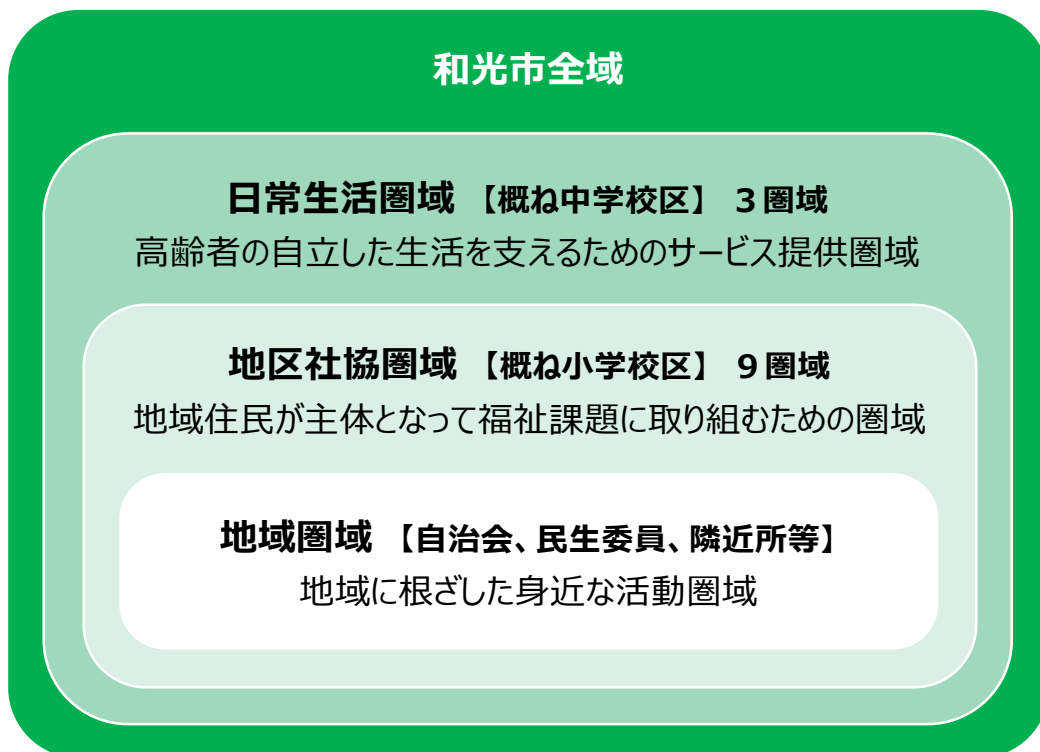 和光市全域
日常生活圏域 【概ね中学校区】 3圏域
高齢者の自立した生活を支えるためのサービス提供圏域
地区社協圏域 【概ね小学校区】 9圏域
地域住民が主体となって福祉課題に取り組むための圏域
地域圏域 【自治会、民生委員、隣近所等】
地域に根ざした身近な活動圏域